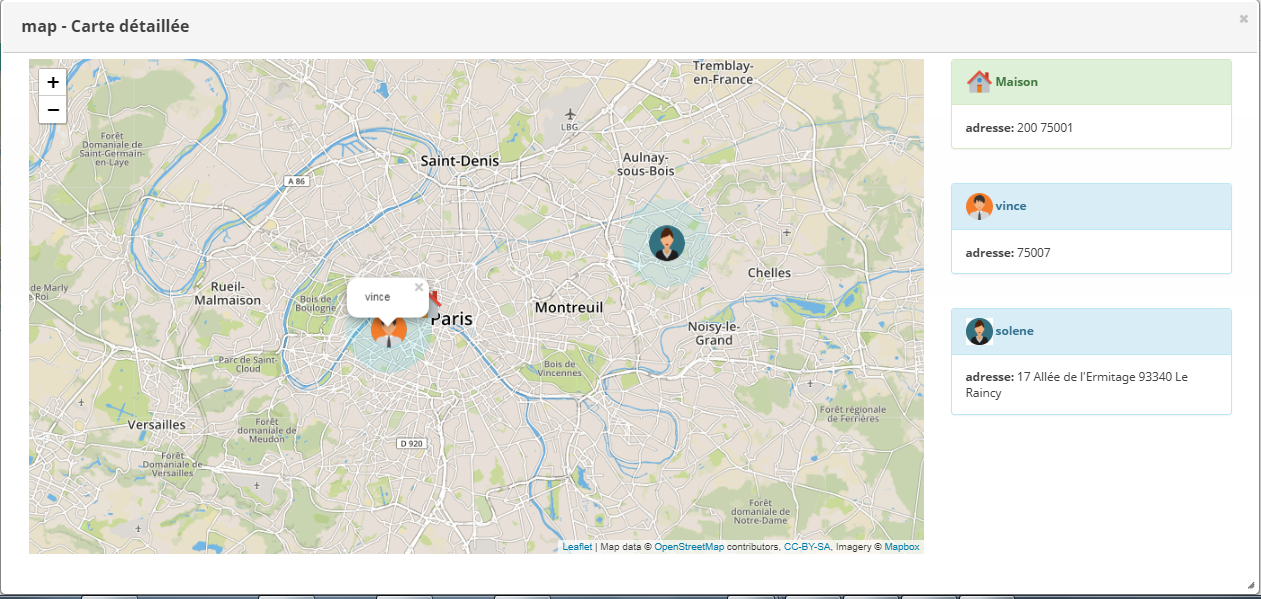 map - Carte détaillée
×
+
−
Tremblay-
en-France
LBG
Forêt
Domaniale de
Saint-Germain-
en-Laye
Saint-Denis
Aulnay-
sous-Bois
A 86
Chelles
de Marly
e Roi
Rueil-
Malmaison
Bois de
Boulogne
vince
×
Paris
Montreuil
Noisy-le-
Grand
Parc de Saint-
Cloud
Bois de
Vincennes
Versailles
Forêt
domaniale de
Meudon
D 920
Forêt régionale
de Ferrières
Forêt
Domaniale de
Versailles
Forêt
domaniale de
Notre-Dame
Leaflet | Map data © OpenStreetMap contributors, CC-BY-SA, Imagery © Mapbox
Maison
adresse: 200 75001
vince
adresse: 75007
solene
adresse: 17 Allée de l'Ermitage 93340 Le
Raincy